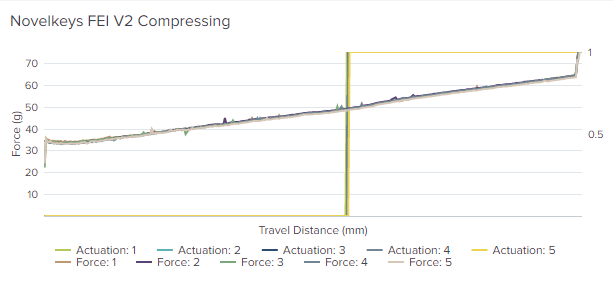 Novelkeys FEI V2 Compressing
70
60
50
40
30
20
10
Force (g)
1
0.5
Travel Distance (mm)
Actuation: 1 Actuation: 2 Actuation: 3 Actuation: 4 Actuation: 5
Force: 1 Force: 2 Force: 3 Force: 4 Force: 5